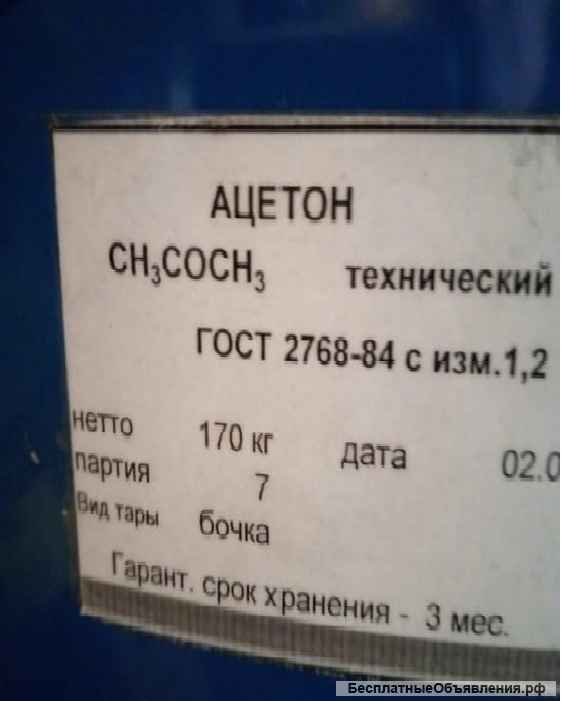 АЦЕТОН
CH₃COCH₃ технический
ГОСТ 2768-84 с изм.1,2
нетто 170 кг дата 02.0
партия 7
Вид тары бочка
Гарант. срок хранения - 3 мес.
БесплатныеОбъявления.рф